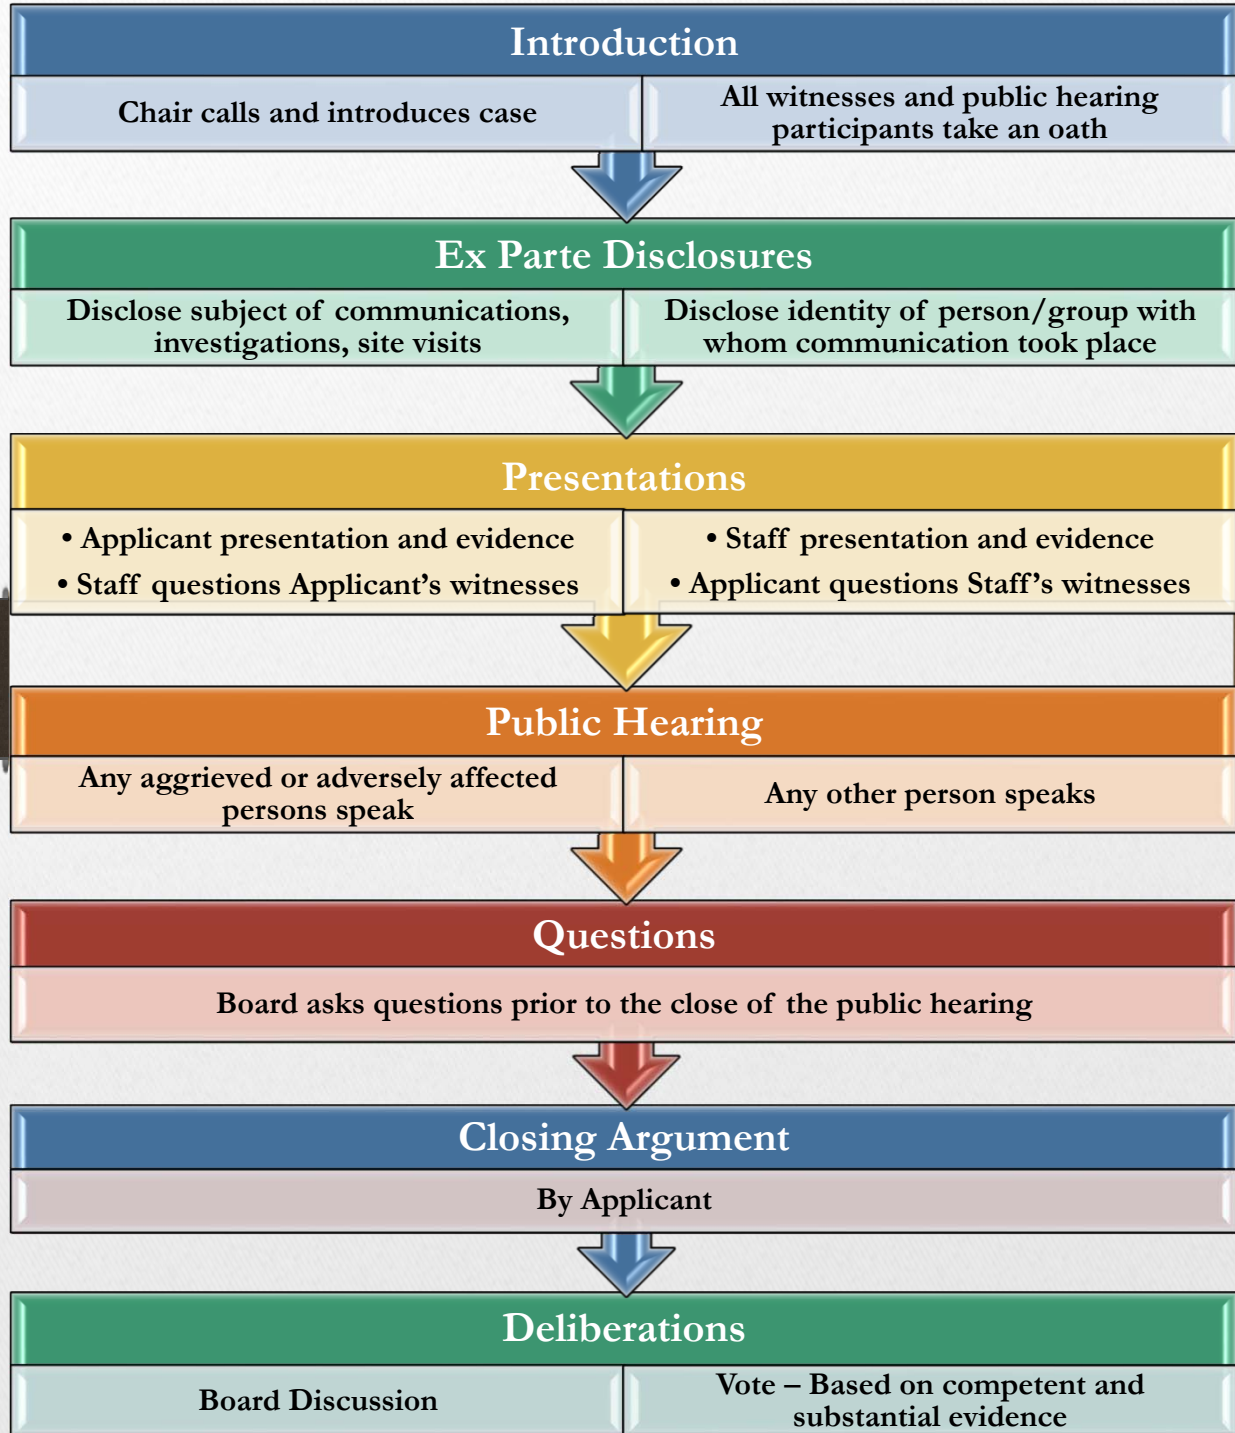 Introduction
Chair calls and introduces case
All witnesses and public hearing
participants take an oath
Ex Parte Disclosures
Disclose subject of communications,
investigations, site visits
Disclose identity of person/group with
whom communication took place
Presentations
• Applicant presentation and evidence
• Staff questions Applicant’s witnesses
• Staff presentation and evidence
• Applicant questions Staff’s witnesses
Public Hearing
Any aggrieved or adversely affected
persons speak
Any other person speaks
Questions
Board asks questions prior to the close of the public hearing
Closing Argument
By Applicant
Deliberations
Board Discussion
Vote – Based on competent and
substantial evidence